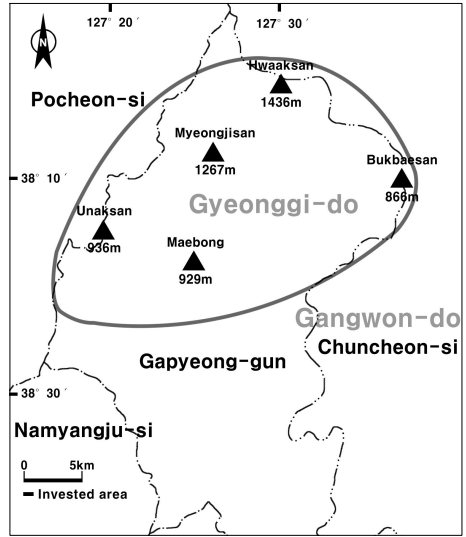 127° 20 ′
127° 30 ′
N
Hwaaksan
1436m
Pocheon-si
Myeongjisan
1267m
Bukbaesan
866m
38° 10 ′
Gyeonggi-do
Unaksan
936m
Maebong
929m
Gangwon-do
Chuncheon-si
Gapyeong-gun
38° 30 ′
Namyangju-si
0 5km
Invested area